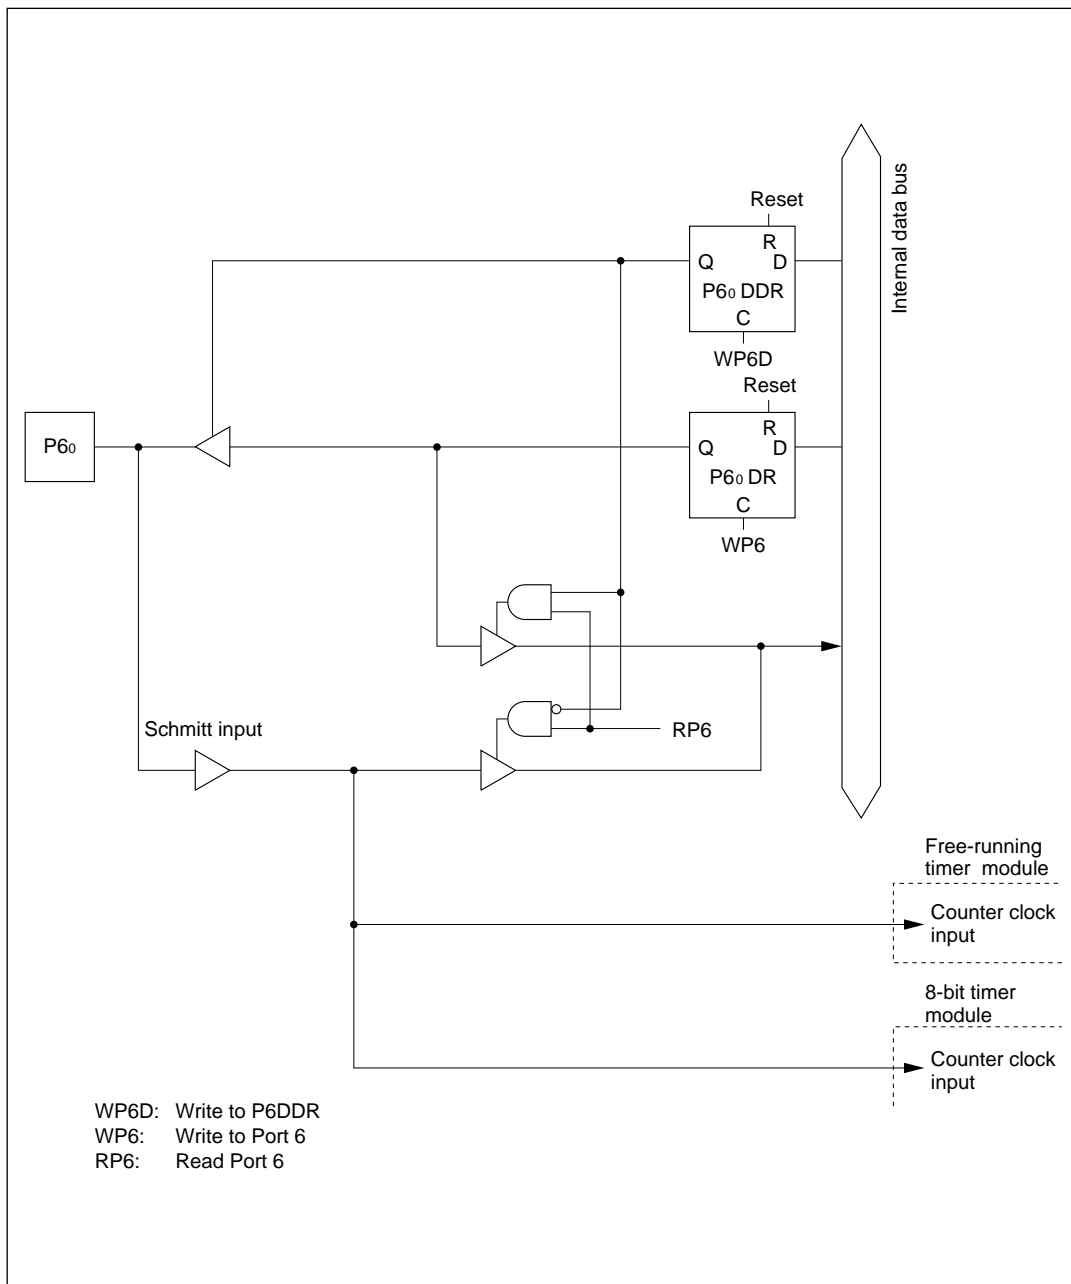 Reset
R
Q D
P6₀ DDR
C
WP6D
Internal data bus
Reset
R
P6₀ Q D
P6₀ DR
C
WP6
Schmitt input
RP6
Free-running
timer module
Counter clock
input
8-bit timer
module
Counter clock
input
WP6D: Write to P6DDR
WP6: Write to Port 6
RP6: Read Port 6